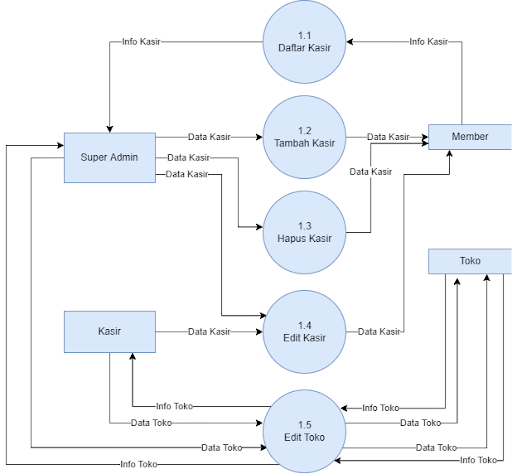 1.1
Daftar Kasir
Info Kasir
Info Kasir
1.2
Tambah Kasir
Data Kasir
Data Kasir
Member
Super Admin
Data Kasir
Data Kasir
Data Kasir
1.3
Hapus Kasir
Toko
1.4
Edit Kasir
Kasir
Data Kasir
Data Kasir
Info Toko
Info Toko
1.5
Edit Toko
Data Toko
Data Toko
Data Toko
Data Toko
Info Toko
Info Toko